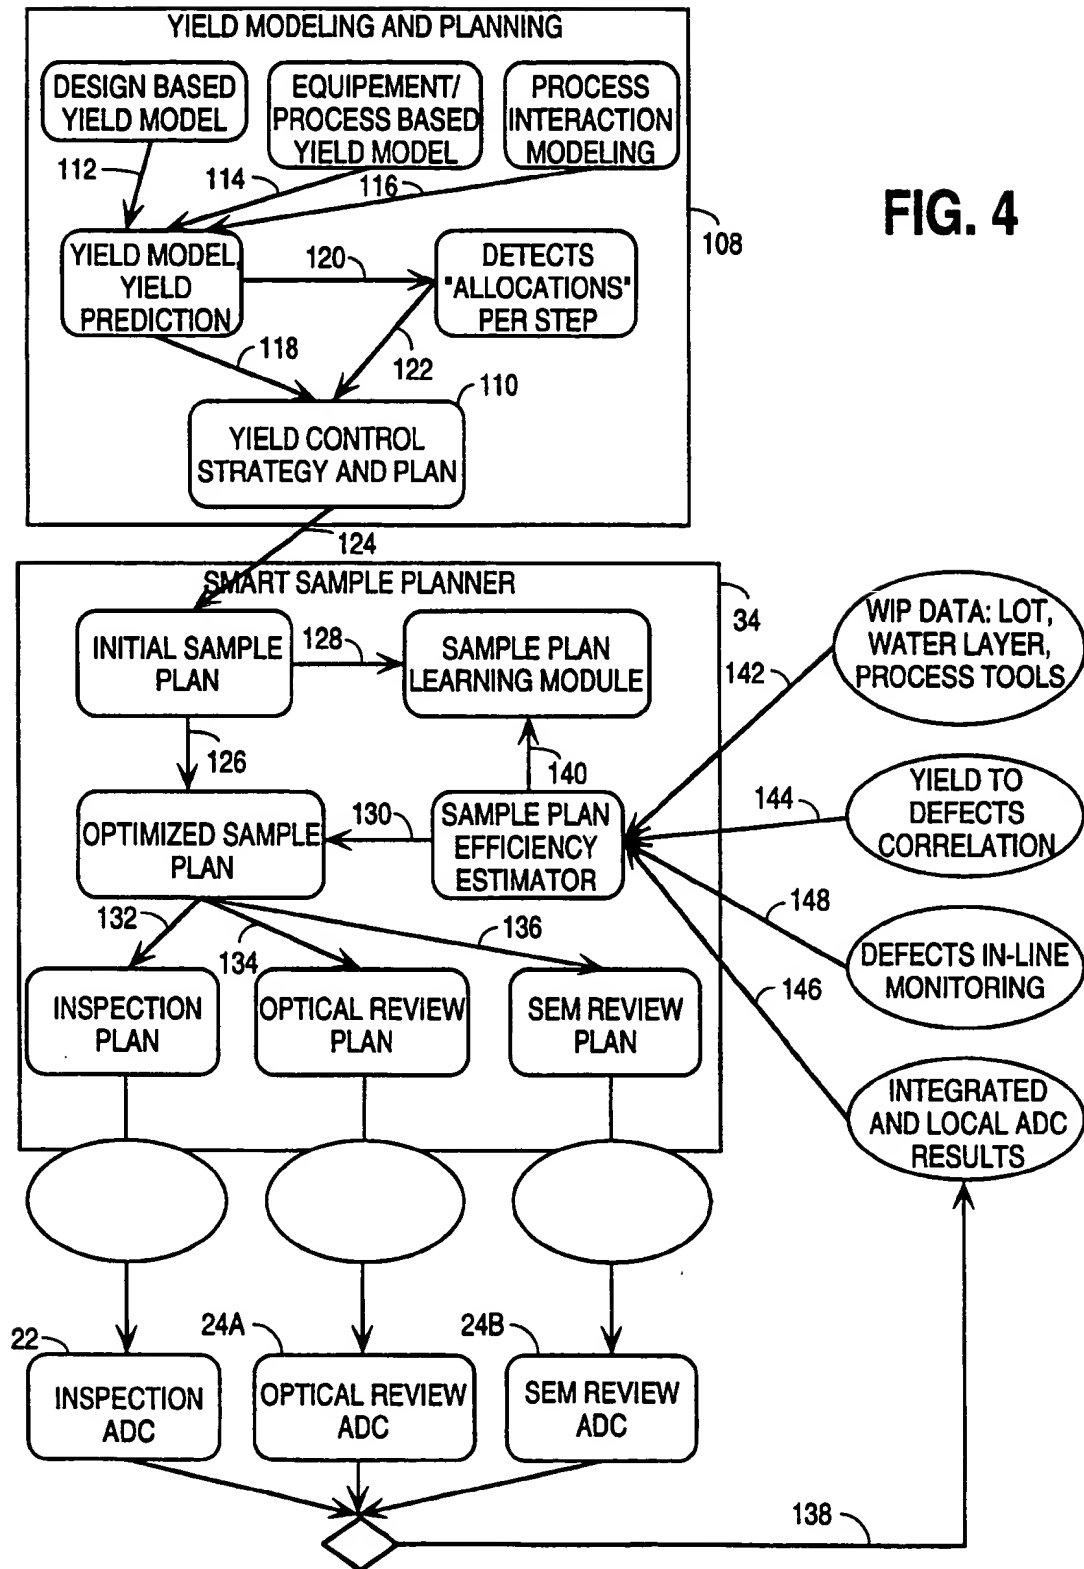 YIELD MODELING AND PLANNING
DESIGN BASED
YIELD MODEL
EQUIPEMENT/
PROCESS BASED
YIELD MODEL
PROCESS
INTERACTION
MODELING
112
114
116
FIG. 4
108
YIELD MODEL,
YIELD
PREDICTION
120
DETECTS
"ALLOCATIONS"
PER STEP
118
122
110
YIELD CONTROL
STRATEGY AND PLAN
124
SMART SAMPLE PLANNER
34
INITIAL SAMPLE
PLAN
128
SAMPLE PLAN
LEARNING MODULE
142
WIP DATA: LOT,
WATER LAYER,
PROCESS TOOLS
126
140
OPTIMIZED SAMPLE
PLAN
130
SAMPLE PLAN
EFFICIENCY
ESTIMATOR
144
YIELD TO
DEFECTS
CORRELATION
132
134
136
148
146
DEFECTS IN-LINE
MONITORING
INSPECTION
PLAN
OPTICAL REVIEW
PLAN
SEM REVIEW
PLAN
INTEGRATED
AND LOCAL ADC
RESULTS
22
24A
24B
INSPECTION
ADC
OPTICAL REVIEW
ADC
SEM REVIEW
ADC
138